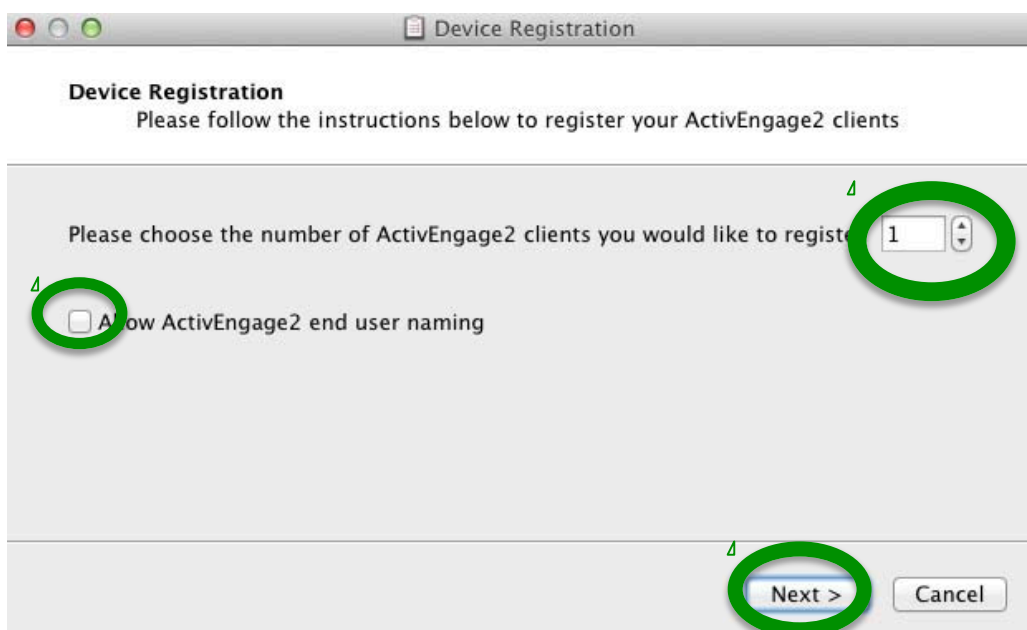 Device Registration
Device Registration
Please follow the instructions below to register your ActivEngage2 clients
Please choose the number of ActivEngage2 clients you would like to registe 1
Allow ActivEngage2 end user naming
Next >
Cancel